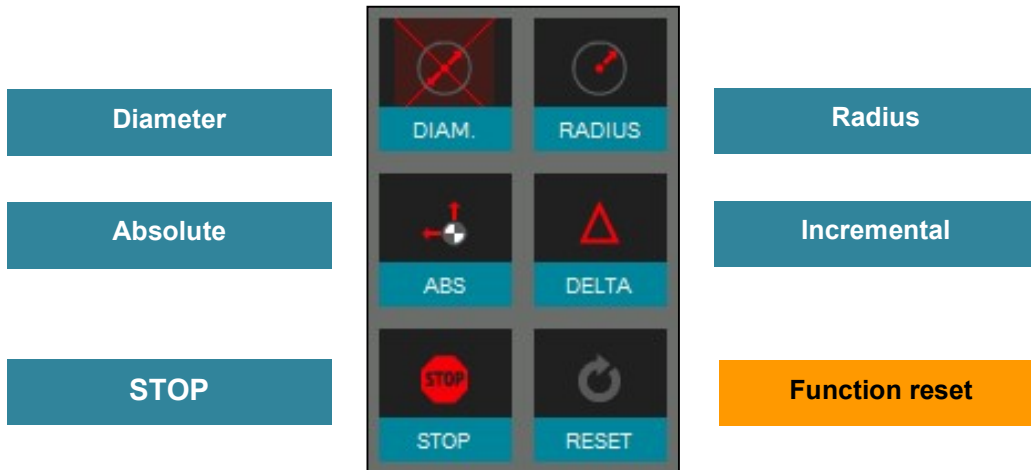 DIAM.
RADIUS
Diameter
Radius
Absolute
Incremental
ABS
DELTA
STOP
STOP
Function reset
STOP
RESET